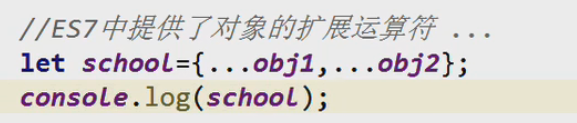 //ES7中提供了对象的扩展运算符 ...
let school={...obj1,...obj2};
console.log(school);